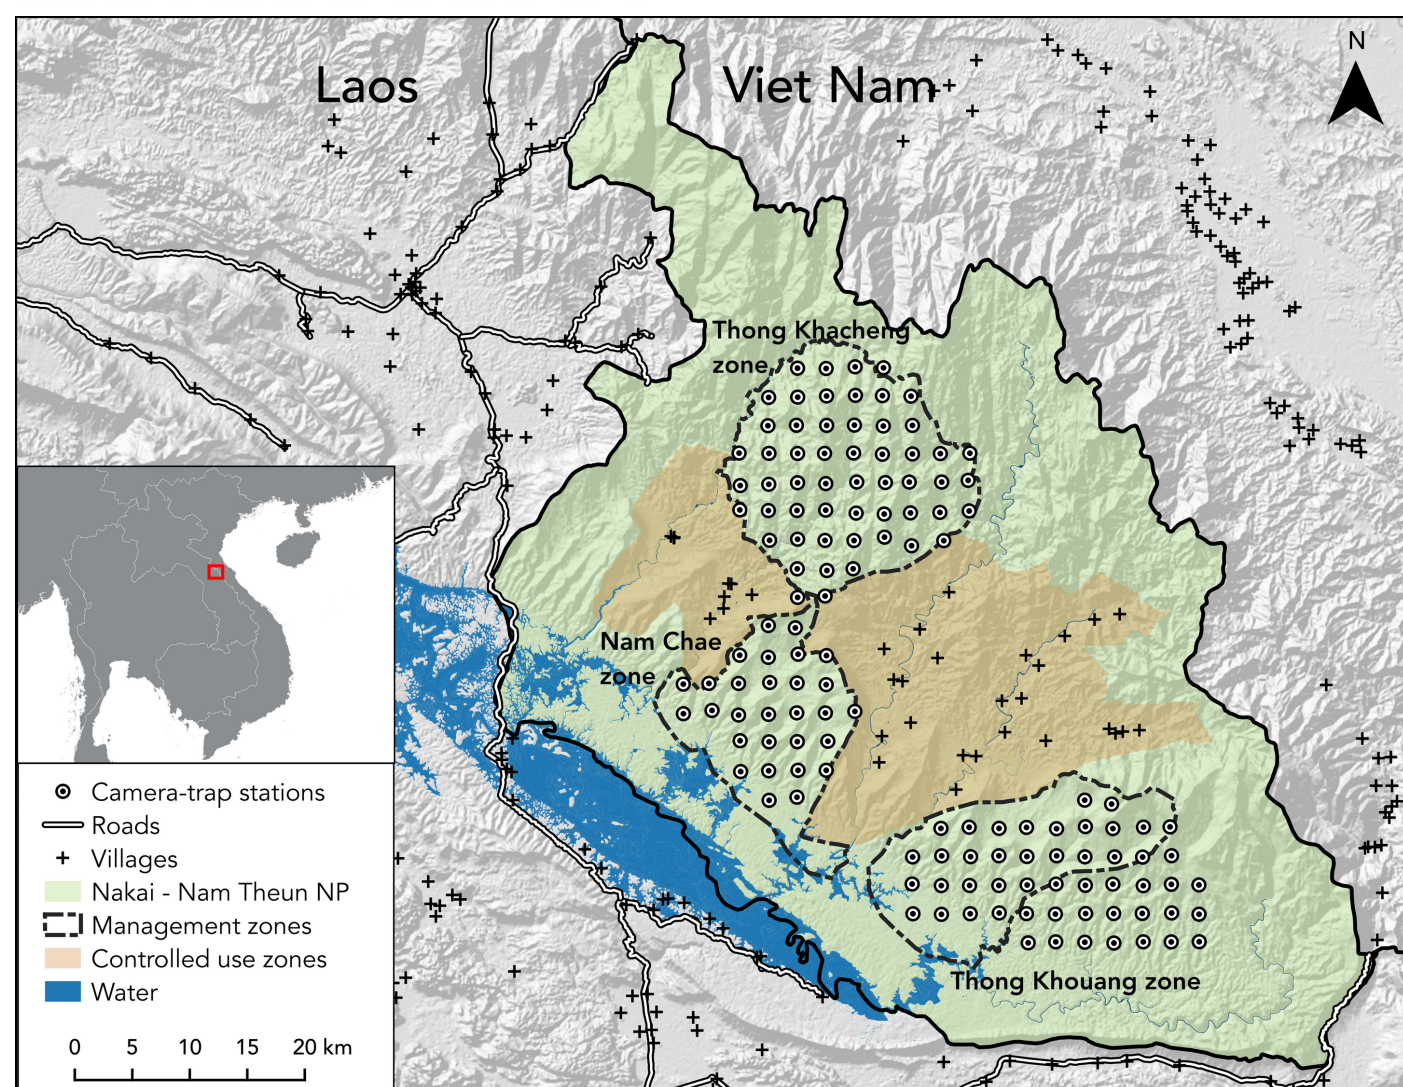 Laos
Viet Nam
N
Thong Khacheng
zone
Nam Chae
zone
Thong Khouang zone
Camera-trap stations
Roads
Villages
Nakai - Nam Theun NP
Management zones
Controlled use zones
Water
0 5 10 15 20 km